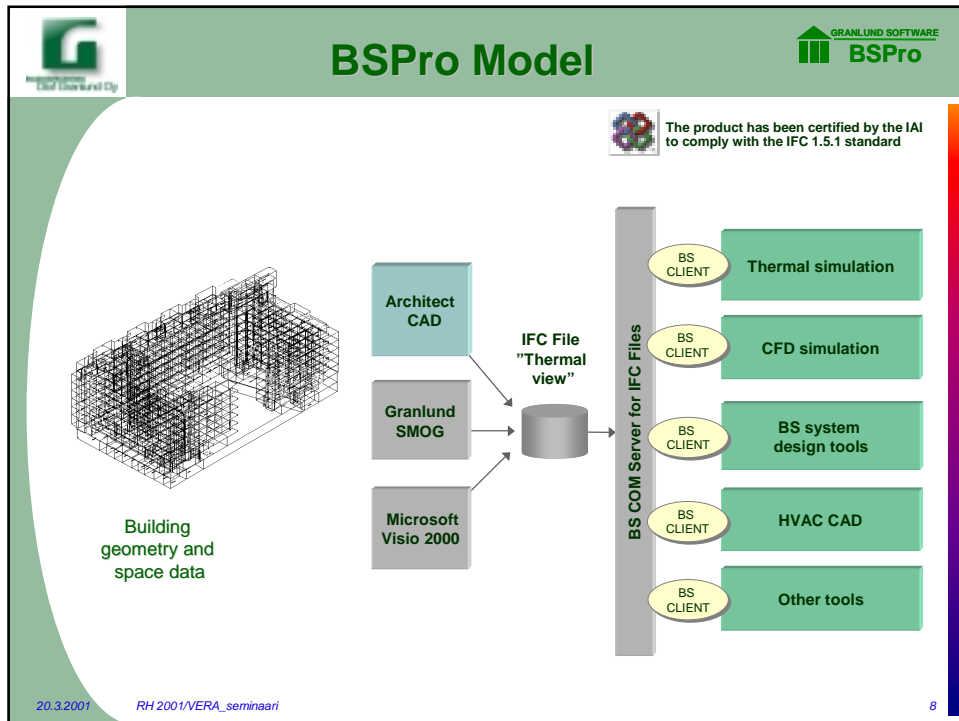 BSPro Model
GRANLUND SOFTWARE
BSPro
Olof Granlund Oy
The product has been certified by the IAI
to comply with the IFC 1.5.1 standard
Building
geometry and
space data
Architect
CAD
Granlund
SMOG
Microsoft
Visio 2000
IFC File
”Thermal
view”
BS COM Server for IFC Files
BS
CLIENT
Thermal simulation
BS
CLIENT
CFD simulation
BS
CLIENT
BS system
design tools
BS
CLIENT
HVAC CAD
BS
CLIENT
Other tools
20.3.2001
RH 2001/VERA_seminaari
8